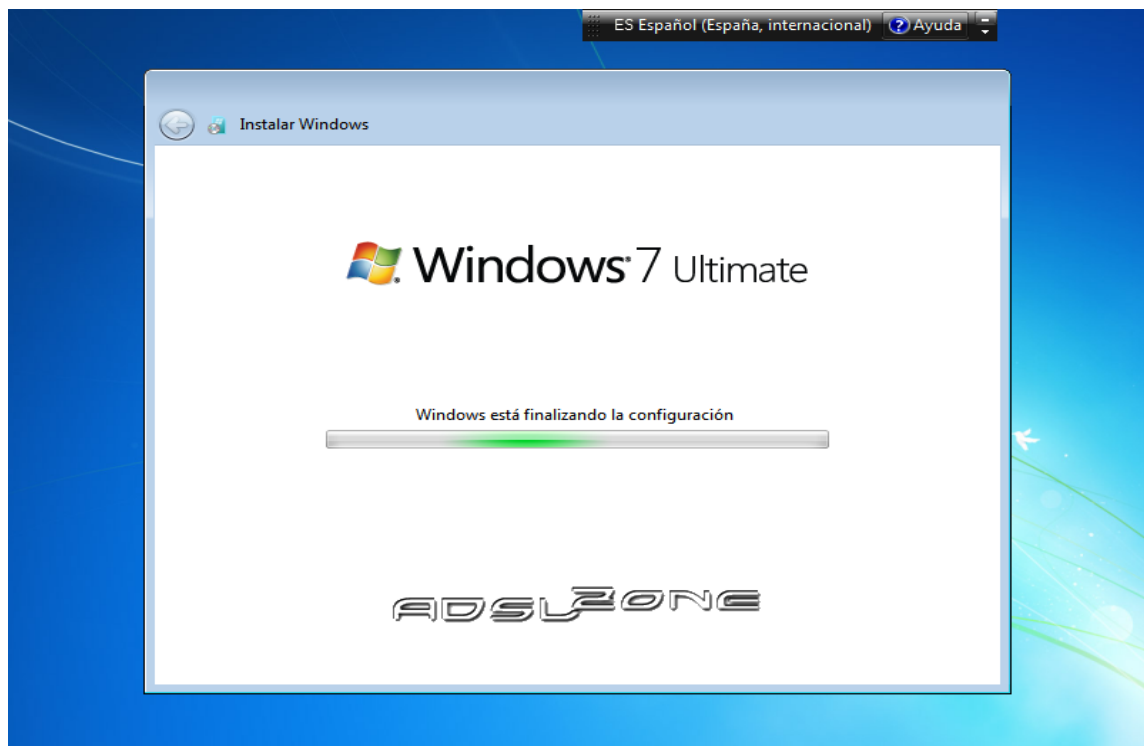 ES Español (España, internacional) Ayuda
Instalar Windows
Windows 7 Ultimate
Windows está finalizando la configuración
ADSLZONE